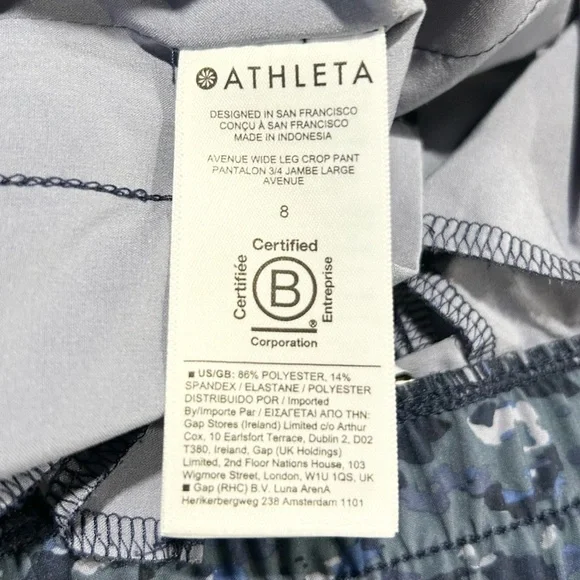 ATHLETA
DESIGNED IN SAN FRANCISCO
CONÇU À SAN FRANCISCO
MADE IN INDONESIA
AVENUE WIDE LEG CROP PANT
PANTALON 3/4 JAMBE LARGE
AVENUE
8
Certified
Certifiée
B
Entreprise
®
Corporation
■ US/GB: 86% POLYESTER, 14%
SPANDEX / ELASTANE / POLYESTER
DISTRIBUIDO POR / Imported
By/Importe Par / ΕΙΣΑΓΕΤΑΙ ΑΠΟ ΤΗΝ:
Gap Stores (Ireland) Limited c/o Arthur
Cox, 10 Earlsfort Terrace, Dublin 2, D02
T380, Ireland, Gap (UK Holdings)
Limited, 2nd Floor Nations House, 103
Wigmore Street, London, W1U 1QS, UK
■ Gap (RHC) B.V. Luna ArenA
Herikerbergweg 238 Amsterdam 1101